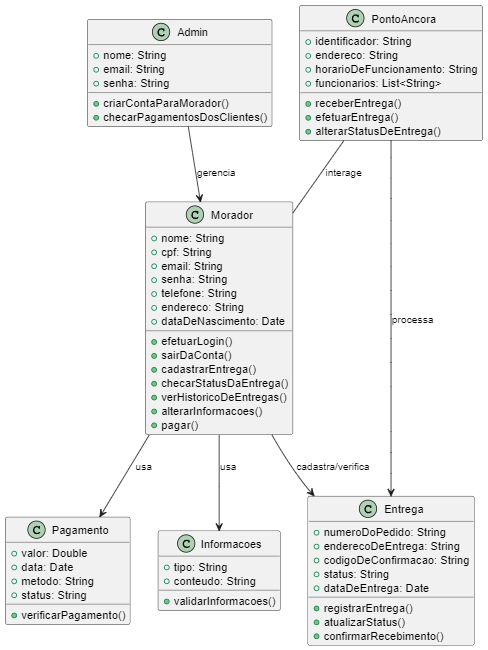 C Admin
nome: String
email: String
senha: String
criarContaParaMorador()
checarPagamentosDosClientes()
C PontoAncora
identificador: String
endereco: String
horarioDeFuncionamento: String
funcionarios: List<String>
receberEntrega()
efetuarEntrega()
alterarStatusDeEntrega()
gerencia
interage
C Morador
nome: String
cpf: String
email: String
senha: String
telefone: String
endereco: String
dataDeNascimento: Date
efetuarLogin()
sairDaConta()
cadastrarEntrega()
checarStatusDaEntrega()
verHistoricoDeEntregas()
alterarInformacoes()
pagar()
processa
usa
usa
cadastra/verifica
C Pagamento
valor: Double
data: Date
metodo: String
status: String
verificarPagamento()
C Informacoes
tipo: String
conteudo: String
validarInformacoes()
C Entrega
numeroDoPedido: String
enderecoDeEntrega: String
codigoDeConfirmacao: String
status: String
dataDeEntrega: Date
registrarEntrega()
atualizarStatus()
confirmarRecebimento()